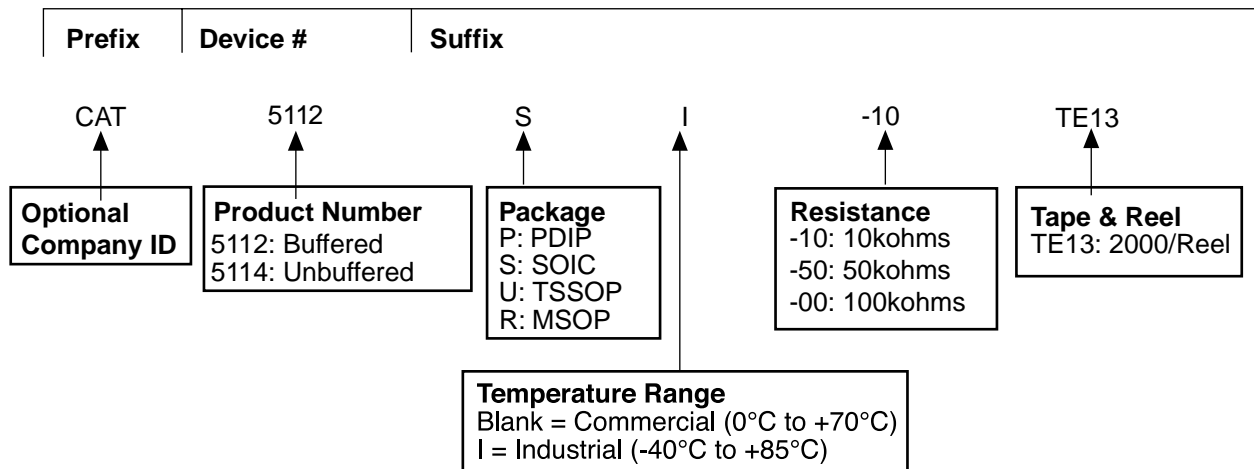 Prefix
Device #
Suffix
CAT
5112
S
I
-10
TE13
Optional
Company ID
Product Number
5112: Buffered
5114: Unbuffered
Package
P: PDIP
S: SOIC
U: TSSOP
R: MSOP
Resistance
-10: 10kohms
-50: 50kohms
-00: 100kohms
Tape & Reel
TE13: 2000/Reel
Temperature Range
Blank = Commercial (0°C to +70°C)
I = Industrial (-40°C to +85°C)